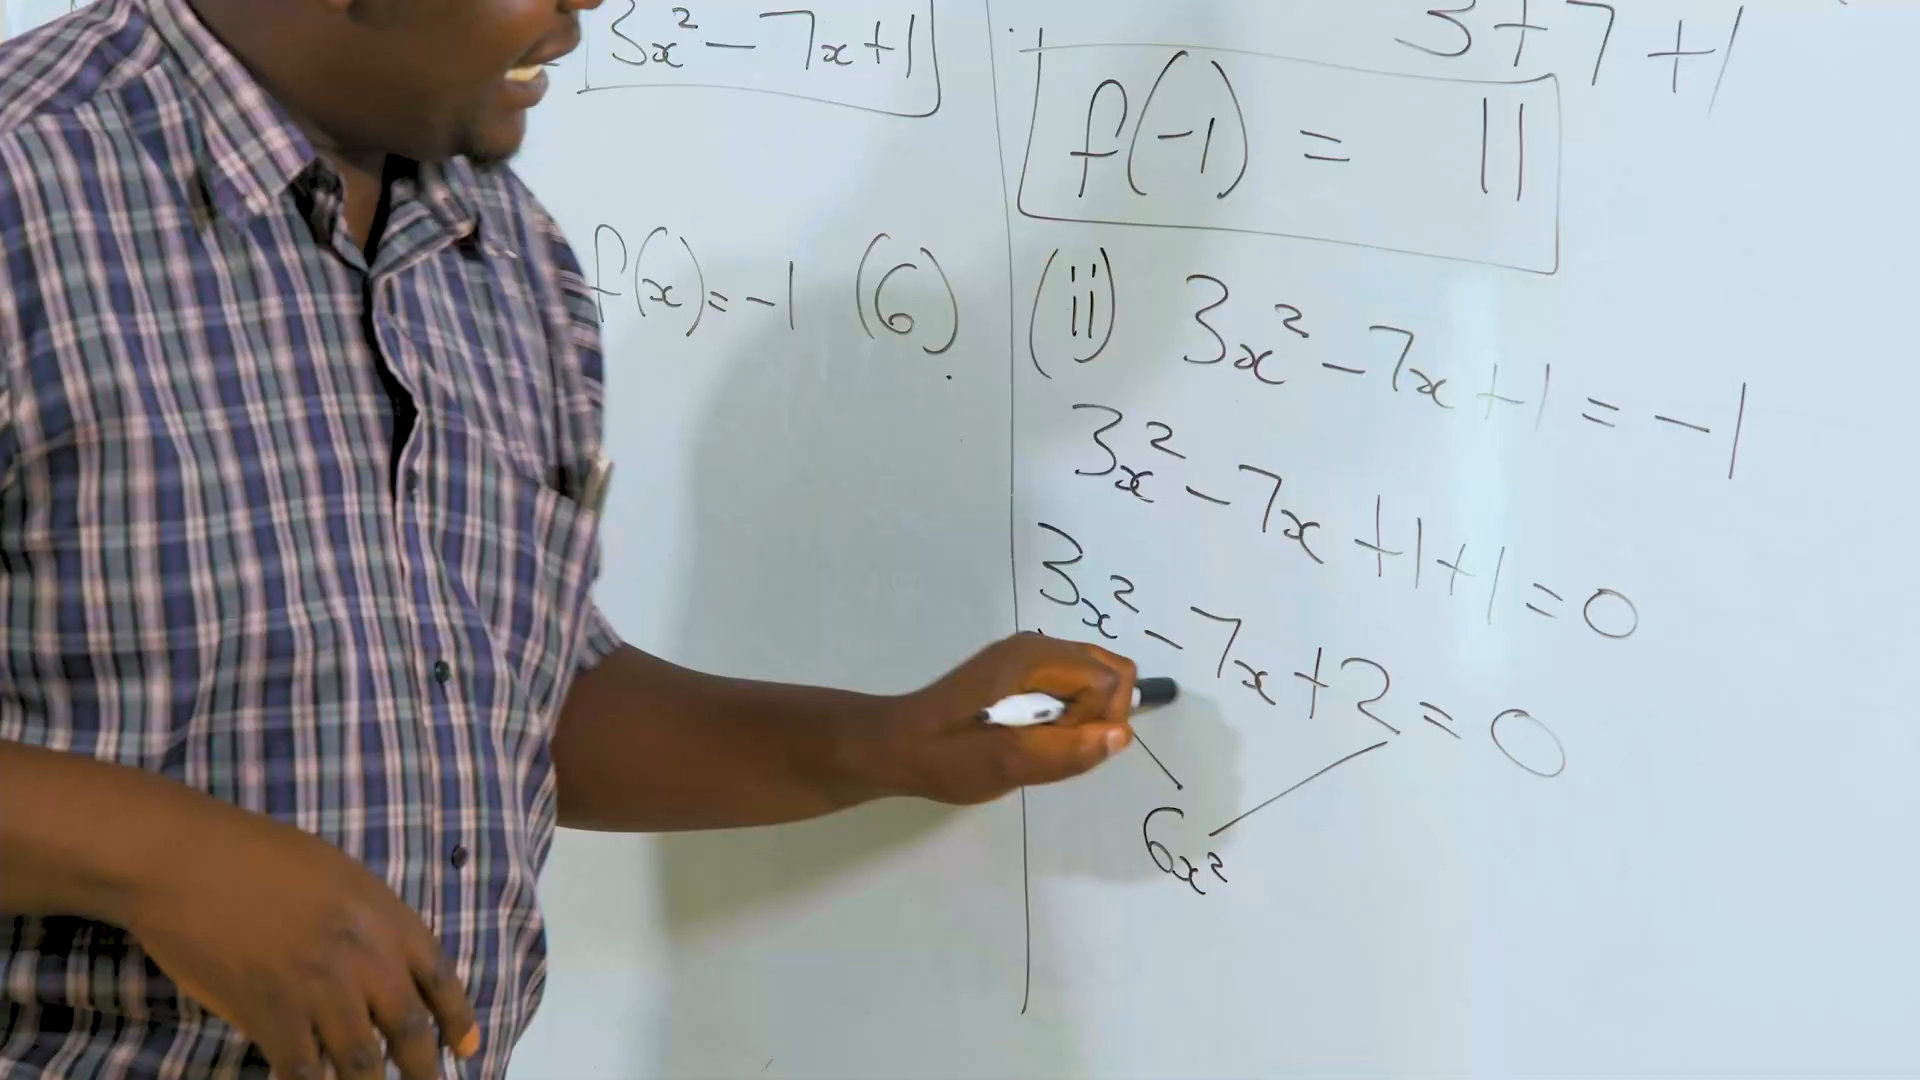 3x² - 7x + 1
f(x) = -1 (6)
3 + 7 + 1
f(-1) = 11
(ii) 3x² - 7x + 1 = -1
3x² - 7x + 1 + 1 = 0
3x² - 7x + 2 = 0
6x²